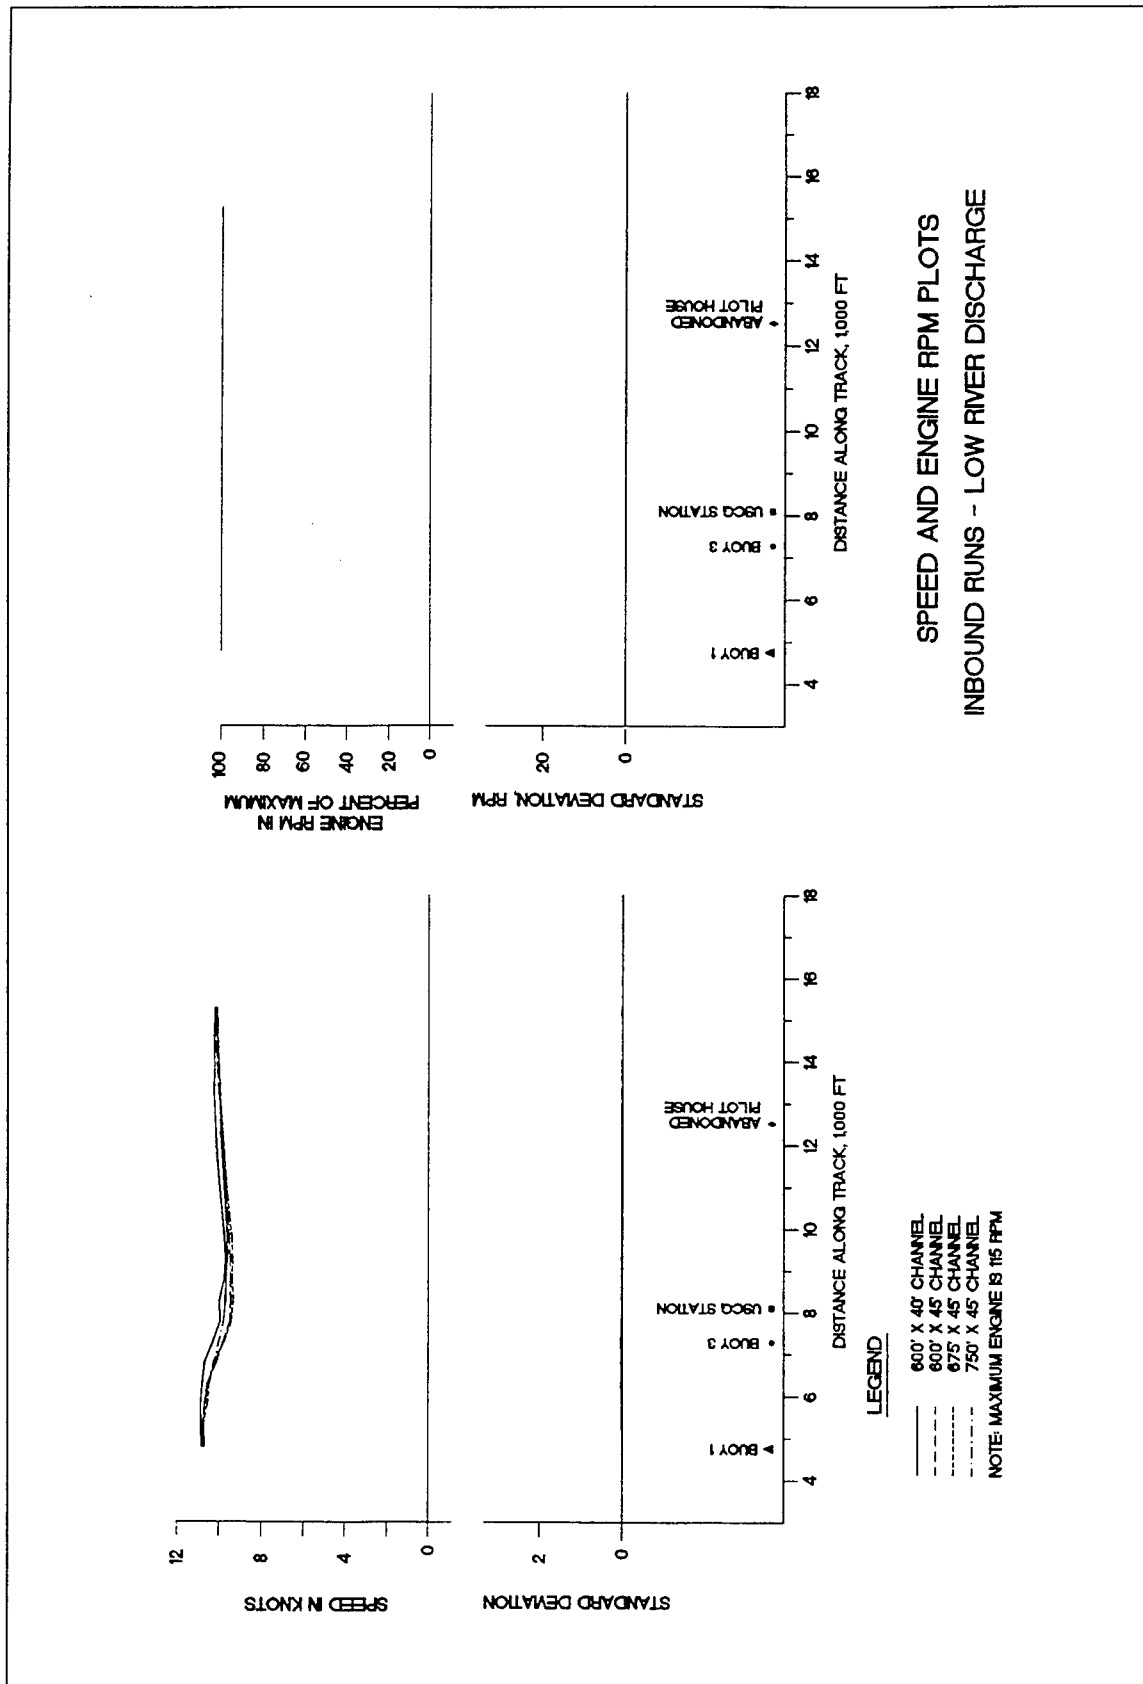 12
8
4
0
SPEED IN KNOTS
2
0
STANDARD DEVIATION
BUOY 1
BUOY 3
USCG STATION
ABANDONED
PILOT HOUSE
4
6
8
10
12
14
16
18
DISTANCE ALONG TRACK, 1,000 FT
LEGEND
600' X 40' CHANNEL
600' X 45' CHANNEL
675' X 45' CHANNEL
750' X 45' CHANNEL
NOTE: MAXIMUM ENGINE IS 115 RPM
100
80
60
40
20
0
ENGINE RPM IN
PERCENT OF MAXIMUM
20
0
STANDARD DEVIATION, RPM
BUOY 1
BUOY 3
USCG STATION
ABANDONED
PILOT HOUSE
4
6
8
10
12
14
16
18
DISTANCE ALONG TRACK, 1,000 FT
SPEED AND ENGINE RPM PLOTS
INBOUND RUNS - LOW RIVER DISCHARGE